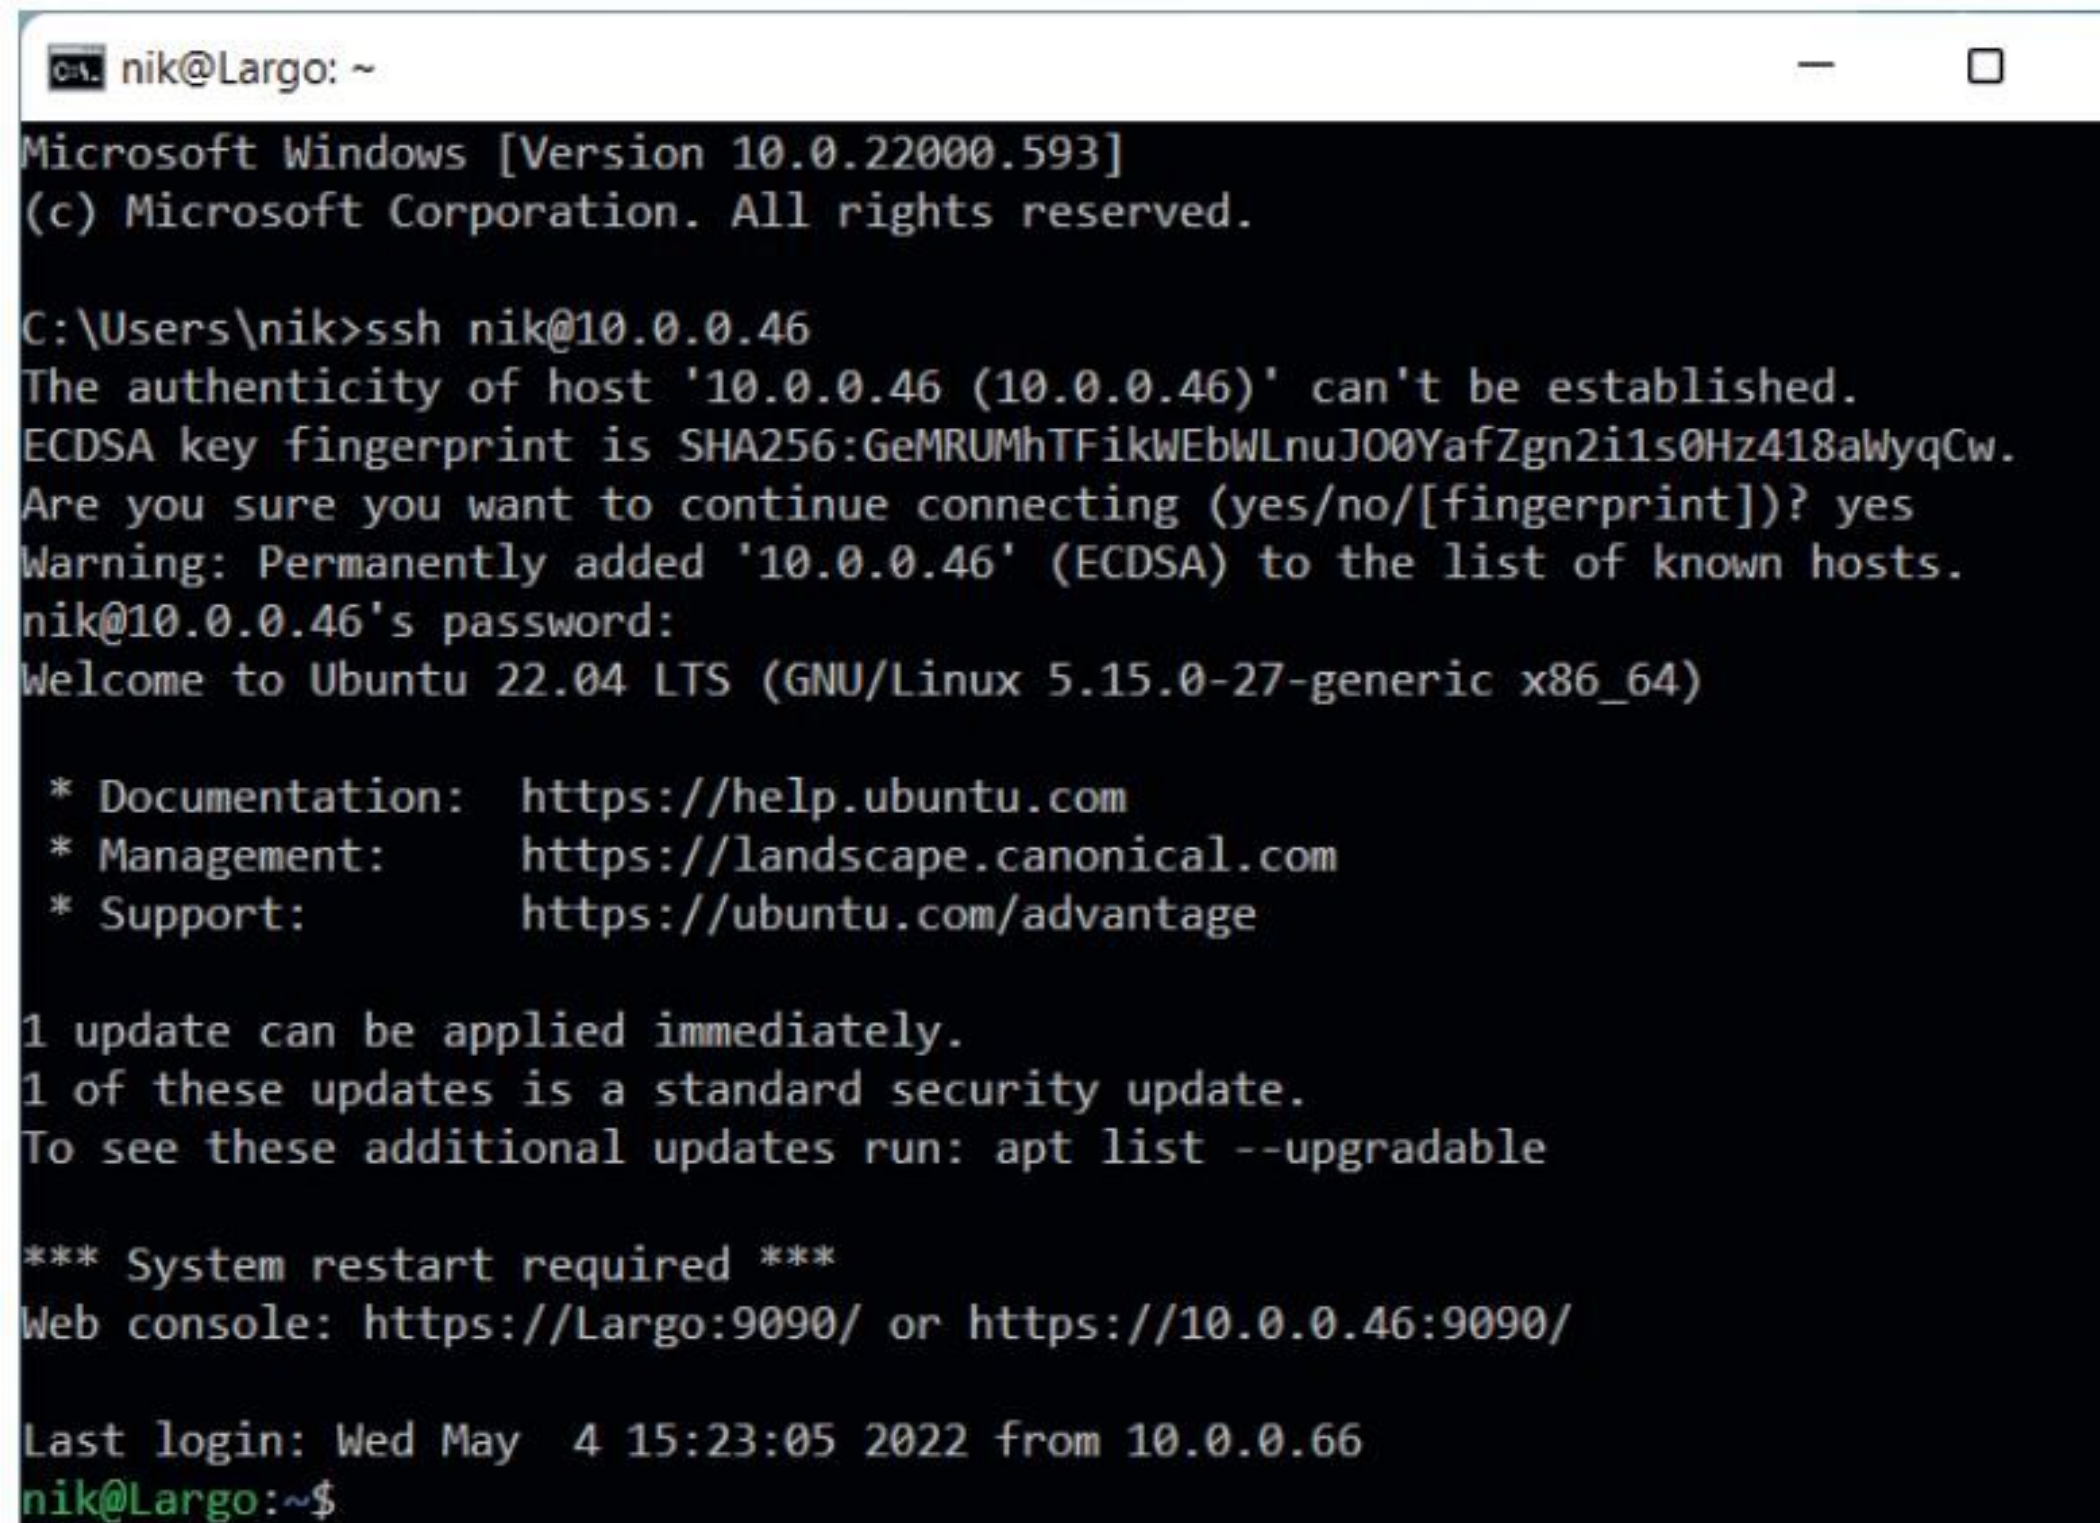 nik@Largo: ~
Microsoft Windows [Version 10.0.22000.593]
(c) Microsoft Corporation. All rights reserved.
C:\Users\nik>ssh nik@10.0.0.46
The authenticity of host '10.0.0.46 (10.0.0.46)' can't be established.
ECDSA key fingerprint is SHA256:GeMRUMhTFikWEbWLnuJO0YafZgn2i1s0Hz418aWyqCw.
Are you sure you want to continue connecting (yes/no/[fingerprint])? yes
Warning: Permanently added '10.0.0.46' (ECDSA) to the list of known hosts.
nik@10.0.0.46's password:
Welcome to Ubuntu 22.04 LTS (GNU/Linux 5.15.0-27-generic x86_64)
* Documentation:  https://help.ubuntu.com
* Management:     https://landscape.canonical.com
* Support:        https://ubuntu.com/advantage
1 update can be applied immediately.
1 of these updates is a standard security update.
To see these additional updates run: apt list --upgradable
*** System restart required ***
Web console: https://Largo:9090/ or https://10.0.0.46:9090/
Last login: Wed May  4 15:23:05 2022 from 10.0.0.66
nik@Largo:~$